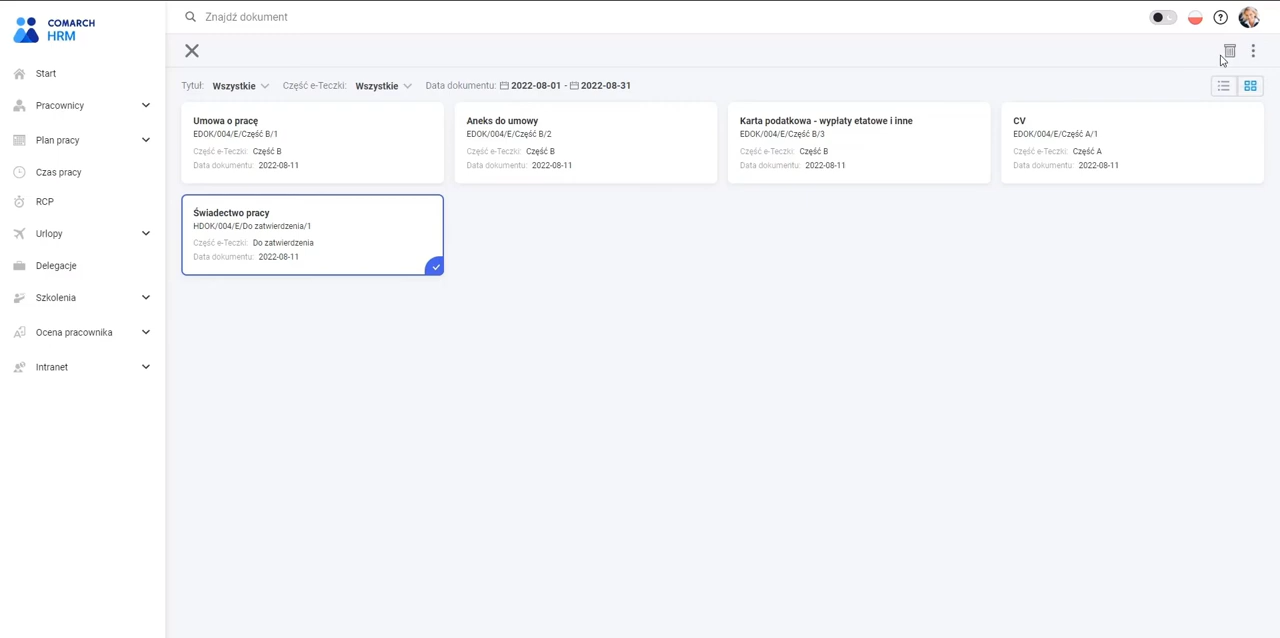 COMARCH
HRM
Znajdź dokument
Start
Pracownicy
Plan pracy
Czas pracy
RCP
Urlopy
Delegacje
Szkolenia
Ocena pracownika
Intranet
Tytuł: Wszystkie Część e-Teczki: Wszystkie Data dokumentu: 2022-08-01 - 2022-08-31
Umowa o pracę
EDOK/004/E/Część B/1
Część e-Teczki: Część B
Data dokumentu: 2022-08-11
Aneks do umowy
EDOK/004/E/Część B/2
Część e-Teczki: Część B
Data dokumentu: 2022-08-11
Karta podatkowa - wypłaty etatowe i inne
EDOK/004/E/Część B/3
Część e-Teczki: Część B
Data dokumentu: 2022-08-11
CV
EDOK/004/E/Część A/1
Część e-Teczki: Część A
Data dokumentu: 2022-08-11
Świadectwo pracy
HDOK/004/E/Do zatwierdzenia/1
Część e-Teczki: Do zatwierdzenia
Data dokumentu: 2022-08-11